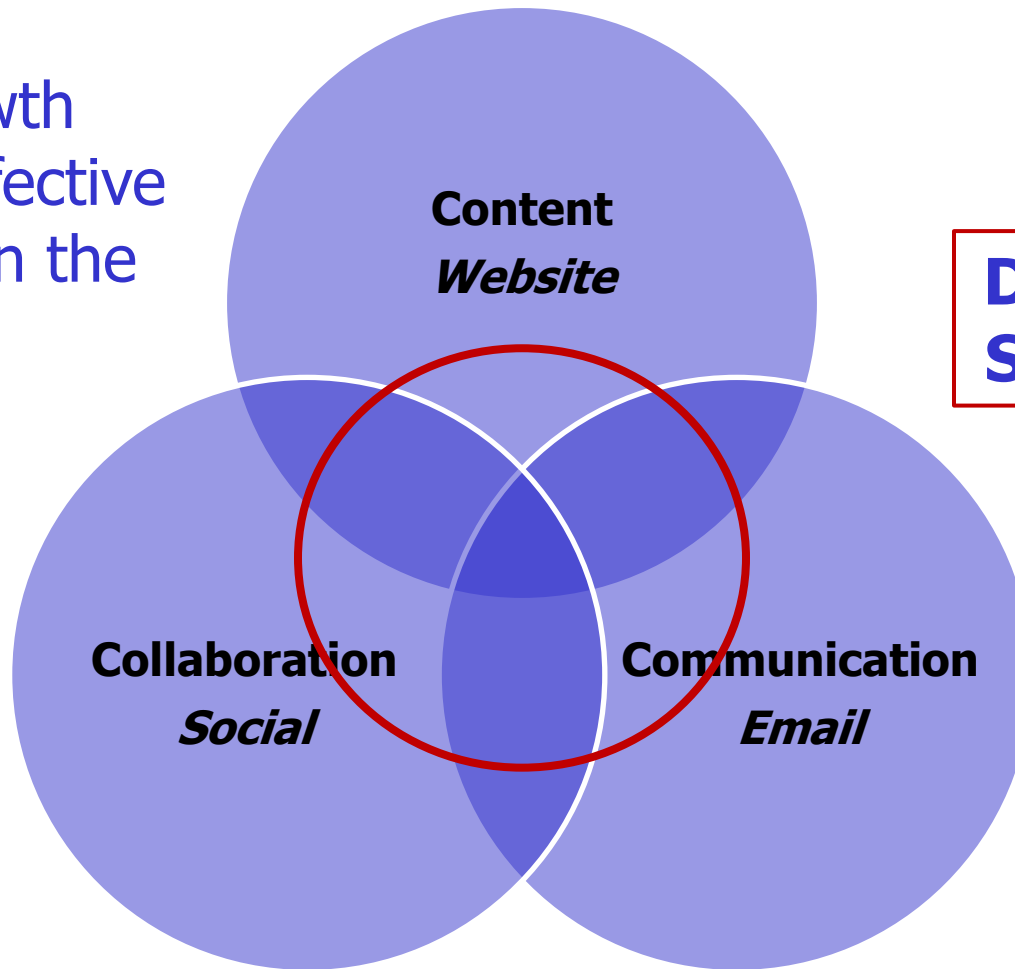 wth
fective
n the
Content
Website
D
S
Collaboration
Social
Communication
Email